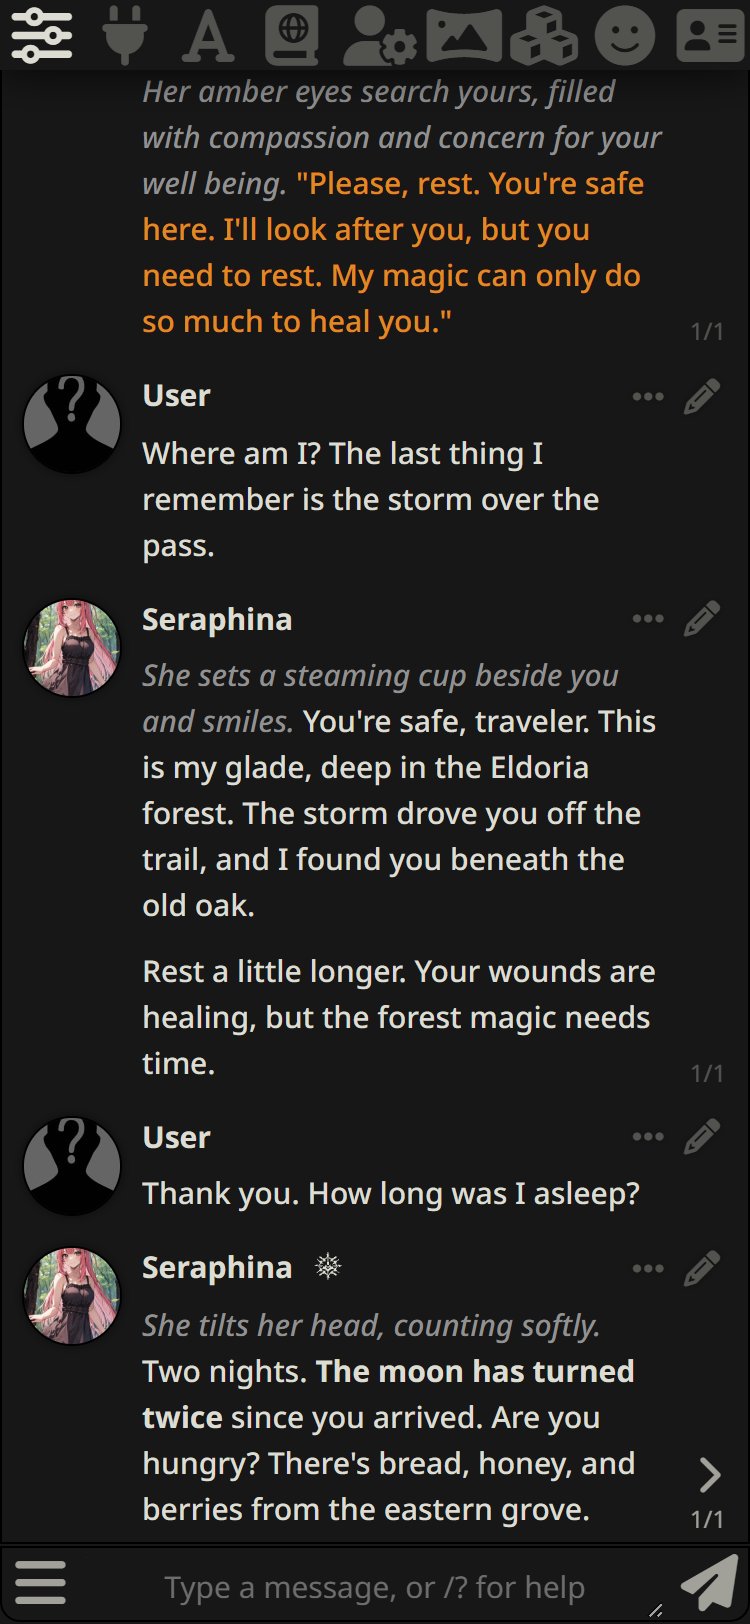 Her amber eyes search yours, filled
with compassion and concern for your
well being. "Please, rest. You're safe
here. I'll look after you, but you
need to rest. My magic can only do
so much to heal you."
1/1
User
Where am I? The last thing I
remember is the storm over the
pass.
Seraphina
She sets a steaming cup beside you
and smiles. You're safe, traveler. This
is my glade, deep in the Eldoria
forest. The storm drove you off the
trail, and I found you beneath the
old oak.
Rest a little longer. Your wounds are
healing, but the forest magic needs
time.
1/1
User
Thank you. How long was I asleep?
Seraphina
She tilts her head, counting softly.
Two nights. The moon has turned
twice since you arrived. Are you
hungry? There's bread, honey, and
berries from the eastern grove.
1/1
Type a message, or /? for help